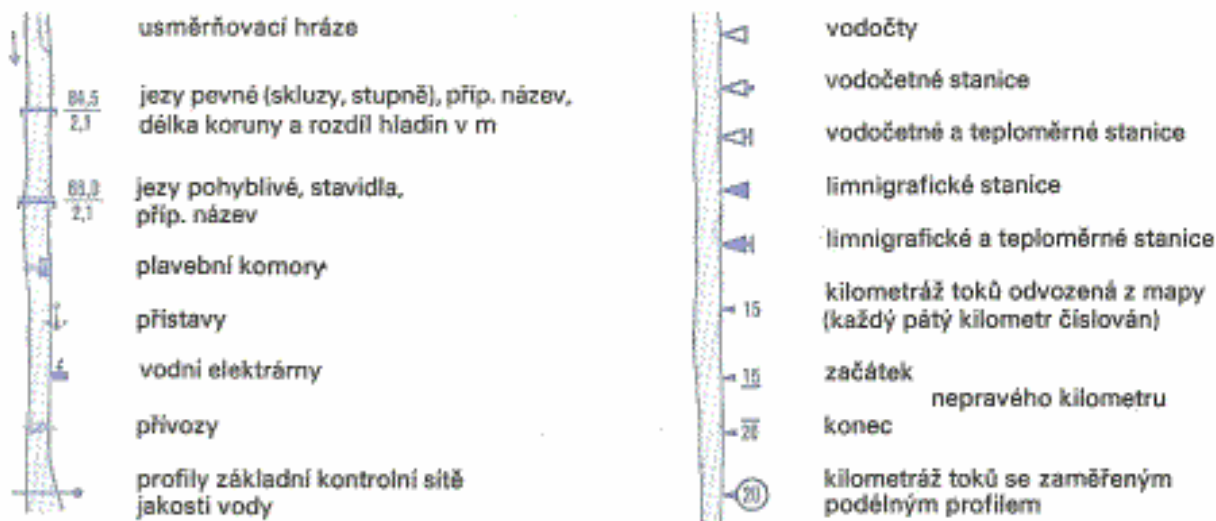 usměrňovací hráze
84,5
2,1
jezy pevné (skluzy, stupně), příp. název,
délka koruny a rozdíl hladin v m
69,0
2,1
jezy pohyblivé, stavidla,
příp. název
plavební komory
přístavy
vodní elektrárny
přívozy
profily základní kontrolní sítě
jakosti vody
vodočty
vodočetné stanice
vodočetné a teploměrné stanice
limnigrafické stanice
limnigrafické a teploměrné stanice
15
kilometráž toků odvozená z mapy
(každý pátý kilometr číslován)
15
začátek
nepravého kilometru
20
konec
20
kilometráž toků se zaměřeným
podélným profilem